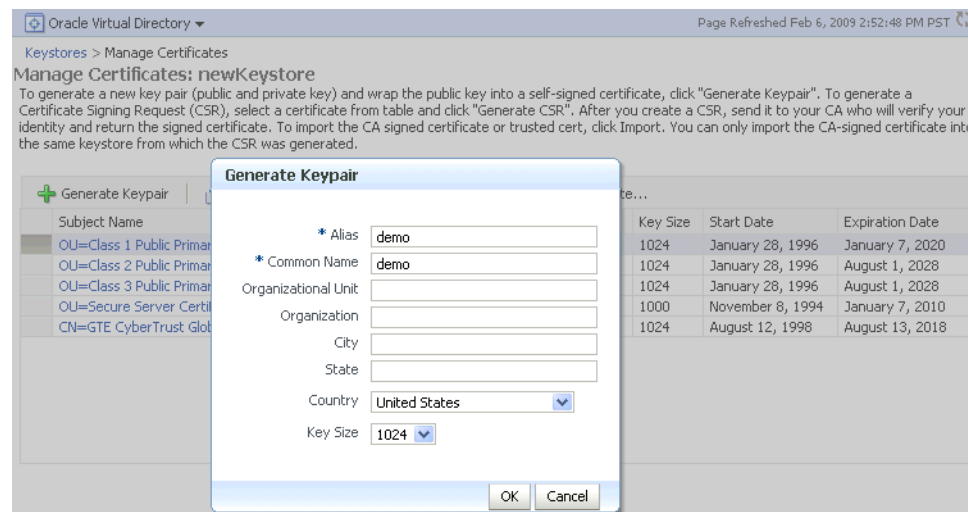 Oracle Virtual Directory
Page Refreshed Feb 6, 2009 2:52:48 PM PST
Keystores > Manage Certificates
Manage Certificates: newKeystore
To generate a new key pair (public and private key) and wrap the public key into a self-signed certificate, click "Generate Keypair". To generate a
Certificate Signing Request (CSR), select a certificate from table and click "Generate CSR". After you create a CSR, send it to your CA who will verify your
identity and return the signed certificate. To import the CA signed certificate or trusted cert, click Import. You can only import the CA-signed certificate into
the same keystore from which the CSR was generated.
Generate Keypair
te...
Subject Name Key Size Start Date Expiration Date
OU=Class 1 Public Primar 1024 January 28, 1996 January 7, 2020
OU=Class 2 Public Primar 1024 January 28, 1996 August 1, 2028
OU=Class 3 Public Primar 1024 January 28, 1996 August 1, 2028
OU=Secure Server Certif 1000 November 8, 1994 January 7, 2010
CN=GTE CyberTrust Glob 1024 August 12, 1998 August 13, 2018
Generate Keypair
* Alias demo
* Common Name demo
Organizational Unit
Organization
City
State
Country United States
Key Size 1024
OK Cancel